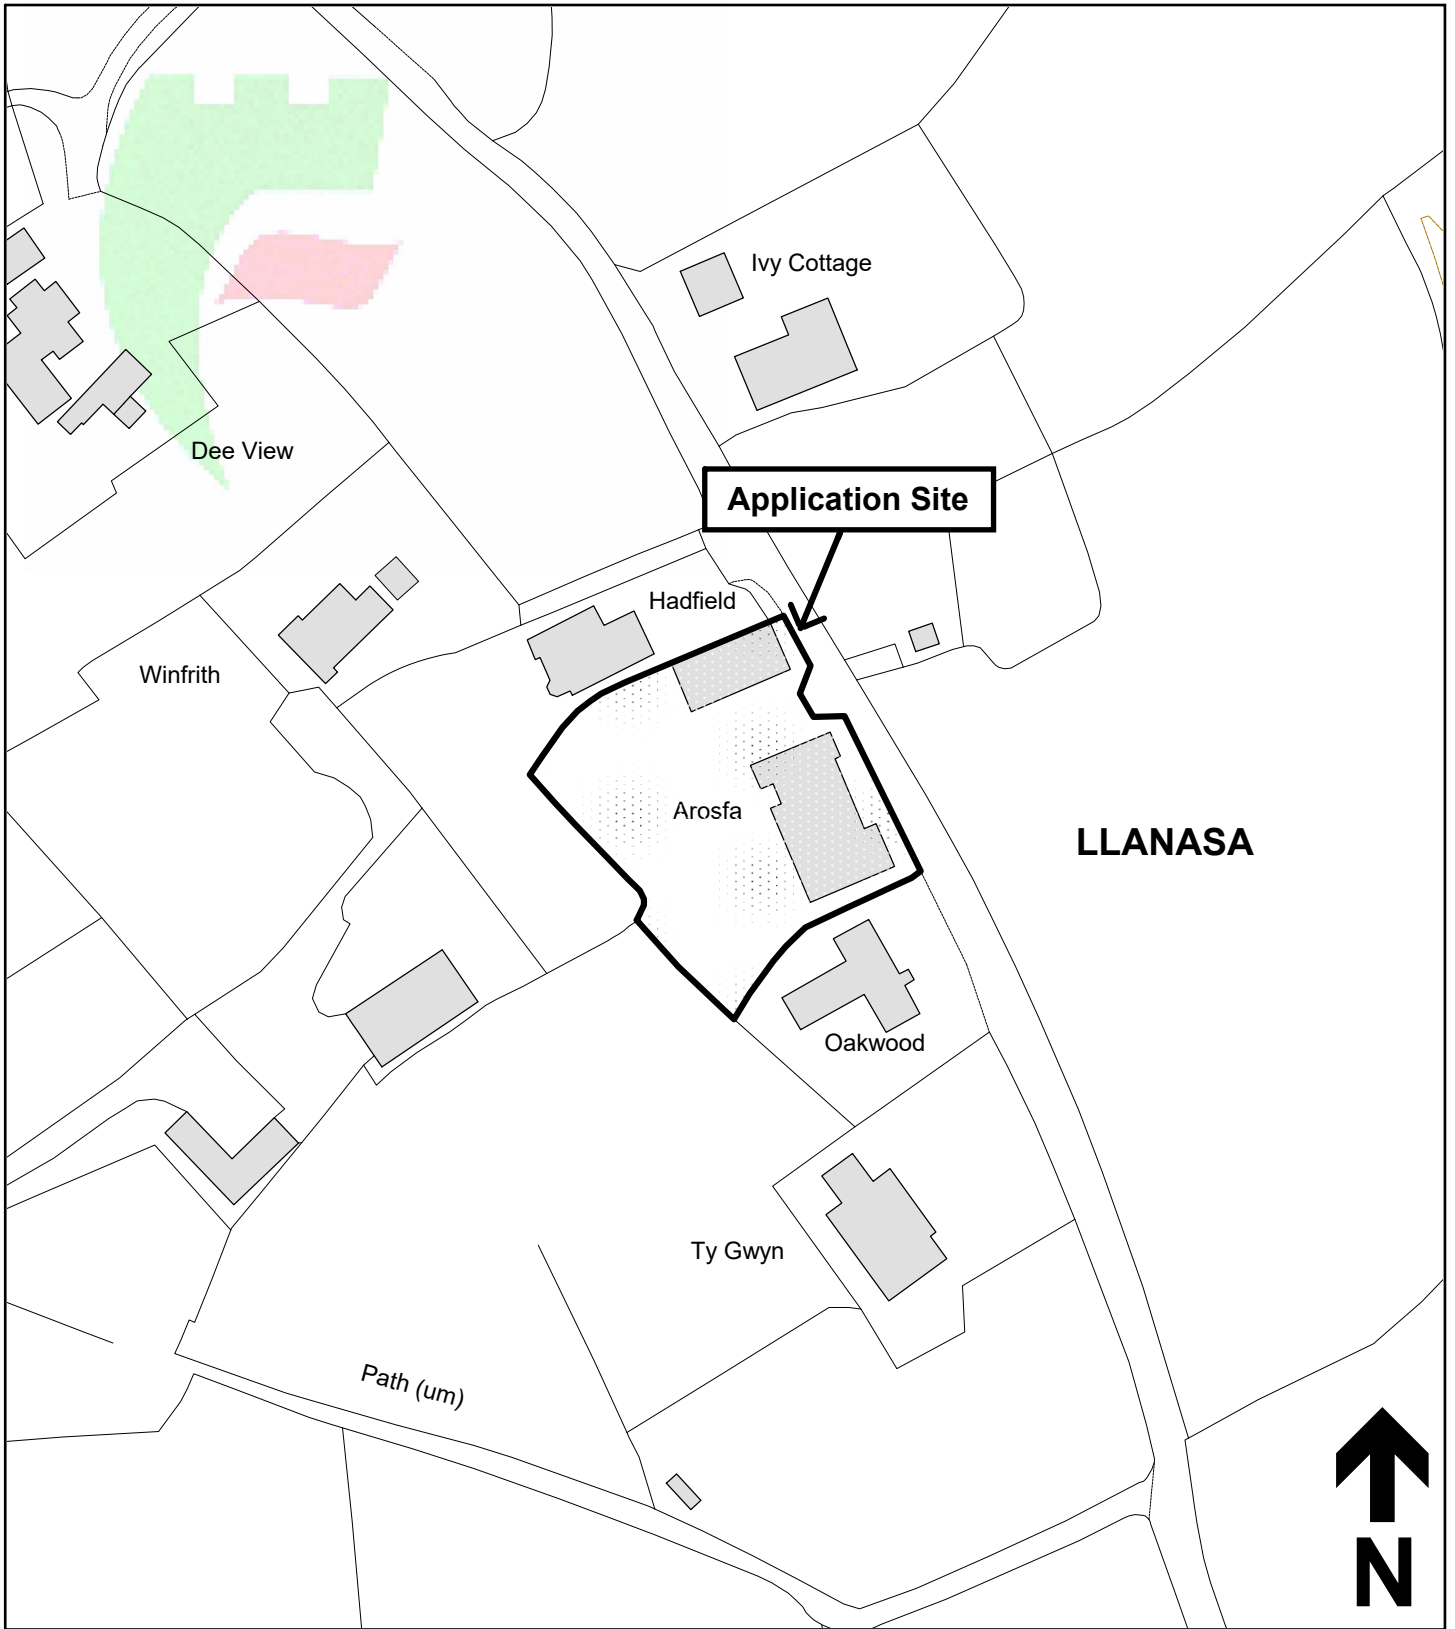 Ivy Cottage
Dee View
Application Site
Hadfield
Winfrith
Arosfa
LLANASA
Oakwood
Ty Gwyn
Path (um)
N